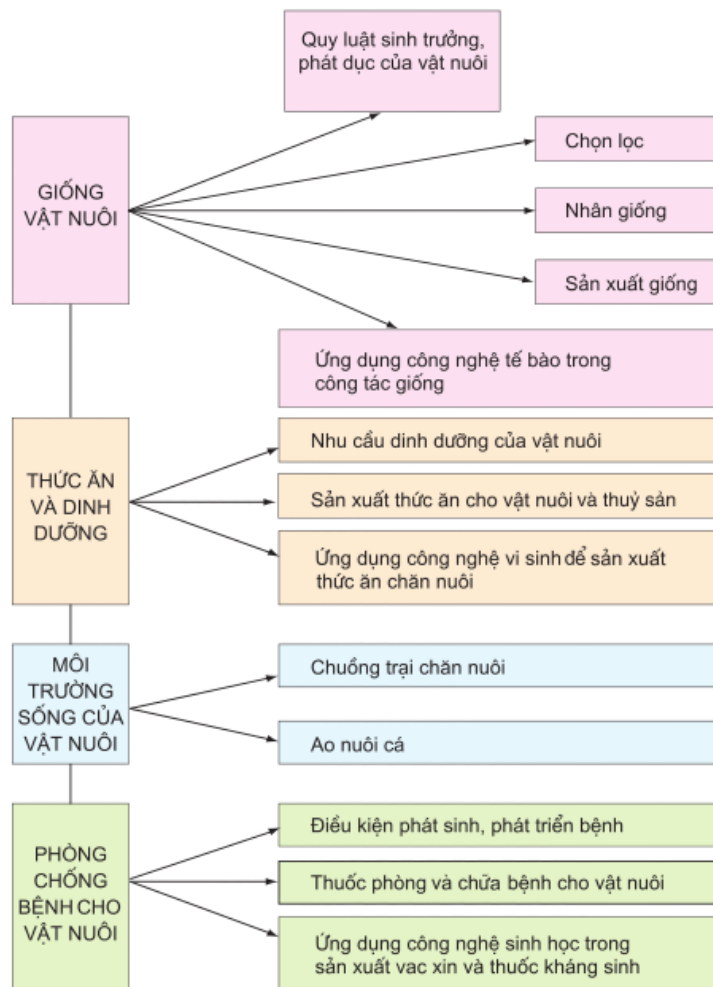 Quy luật sinh trưởng,
phát dục của vật nuôi
GIỐNG
VẬT NUÔI
Chọn lọc
Nhân giống
Sản xuất giống
Ứng dụng công nghệ tế bào trong
công tác giống
THỨC ĂN
VÀ DINH
DƯỠNG
Nhu cầu dinh dưỡng của vật nuôi
Sản xuất thức ăn cho vật nuôi và thuỷ sản
Ứng dụng công nghệ vi sinh để sản xuất
thức ăn chăn nuôi
MÔI
TRƯỜNG
SỐNG CỦA
VẬT NUÔI
Chuồng trại chăn nuôi
Ao nuôi cá
PHÒNG
CHỐNG
BỆNH CHO
VẬT NUÔI
Điều kiện phát sinh, phát triển bệnh
Thuốc phòng và chữa bệnh cho vật nuôi
Ứng dụng công nghệ sinh học trong
sản xuất vac xin và thuốc kháng sinh